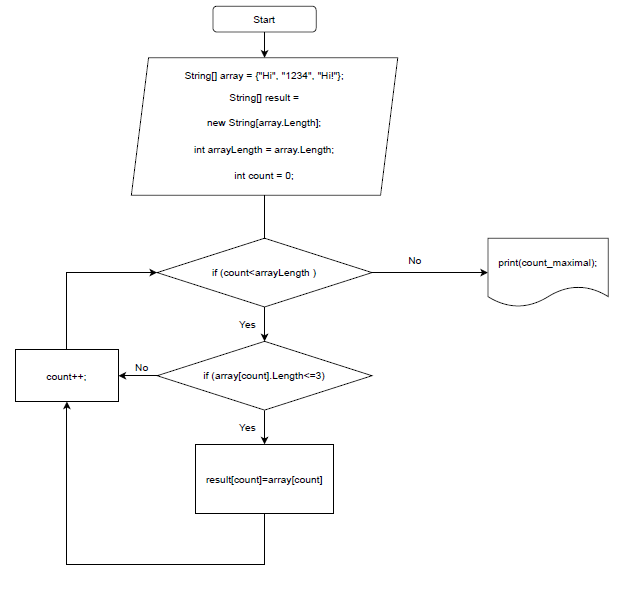 Start
String[] array = {"Hi", "1234", "Hi!"};
String[] result =
new String[array.Length];
int arrayLength = array.Length;
int count = 0;
if (count<arrayLength )
No
print(count_maximal);
Yes
if (array[count].Length<=3)
No
count++;
Yes
result[count]=array[count]